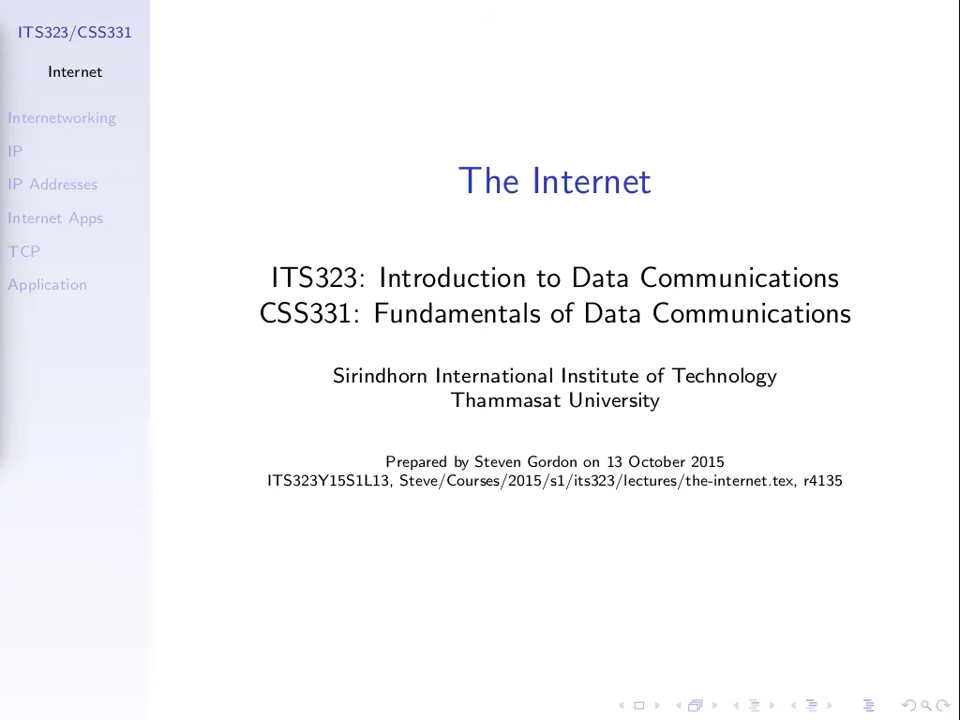 ITS323/CSS331
Internet
Internetworking
IP
IP Addresses
Internet Apps
TCP
Application
The Internet
ITS323: Introduction to Data Communications
CSS331: Fundamentals of Data Communications
Sirindhorn International Institute of Technology
Thammasat University
Prepared by Steven Gordon on 13 October 2015
ITS323Y15S1L13, Steve/Courses/2015/s1/its323/lectures/the-internet.tex, r4135